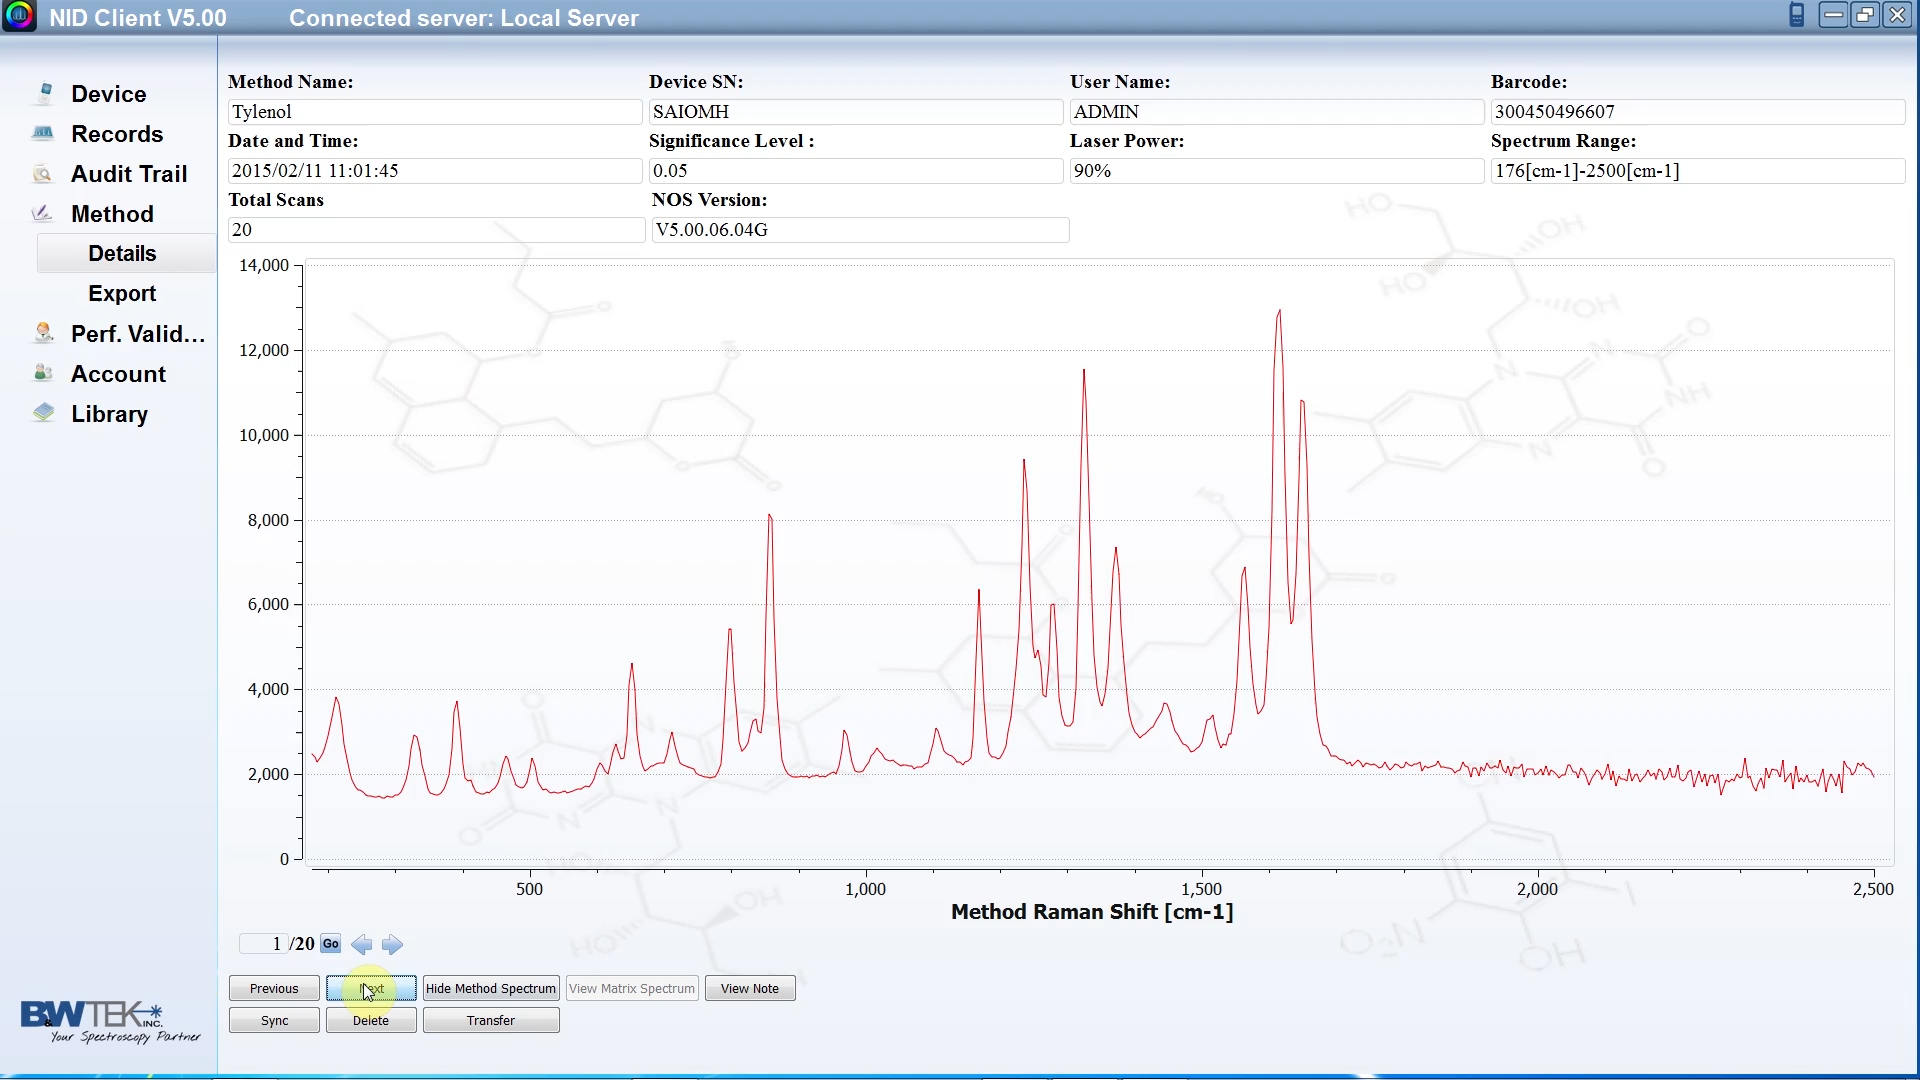 NID Client V5.00 Connected server: Local Server
Device
Records
Audit Trail
Method
Details
Export
Perf. Valid...
Account
Library
Method Name: Device SN: User Name: Barcode:
Tylenol SAIOMH ADMIN 300450496607
Date and Time: Significance Level : Laser Power: Spectrum Range:
2015/02/11 11:01:45 0.05 90% 176[cm-1]-2500[cm-1]
Total Scans NOS Version:
20 V5.00.06.04G
14,000
12,000
10,000
8,000
6,000
4,000
2,000
0
500 1,000 1,500 2,000 2,500
Method Raman Shift [cm-1]
1 /20 Go
Previous Next Hide Method Spectrum View Matrix Spectrum View Note
Sync Delete Transfer
B&WTEK INC.
Your Spectroscopy Partner